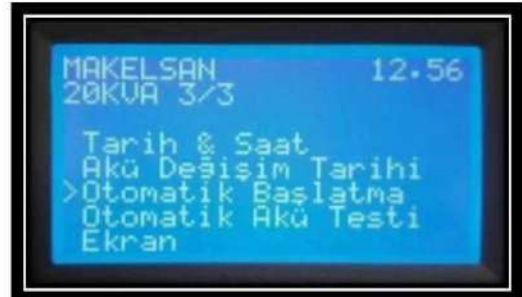 MAKELSAN 12.56
20KVA 3/3
Tarih & Saat
Akü Değişim Tarihi
>Otomatik Başlatma
Otomatik Akü Testi
Ekran